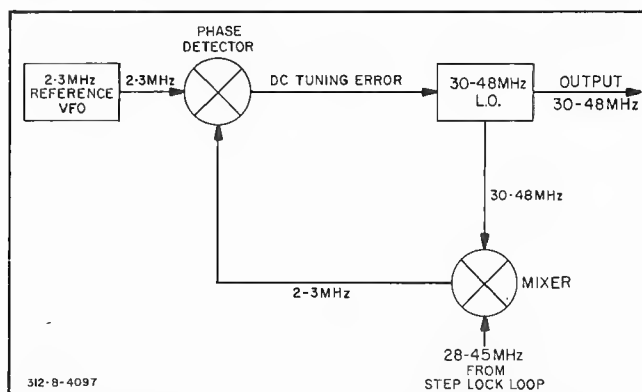 PHASE
DETECTOR
2-3MHz
REFERENCE
VFO
2-3MHz
DC TUNING ERROR
30-48MHz
L.O.
OUTPUT
30-48MHz
30-48MHz
MIXER
2-3MHz
28-45MHz
FROM
STEP LOCK LOOP
312-8-4097